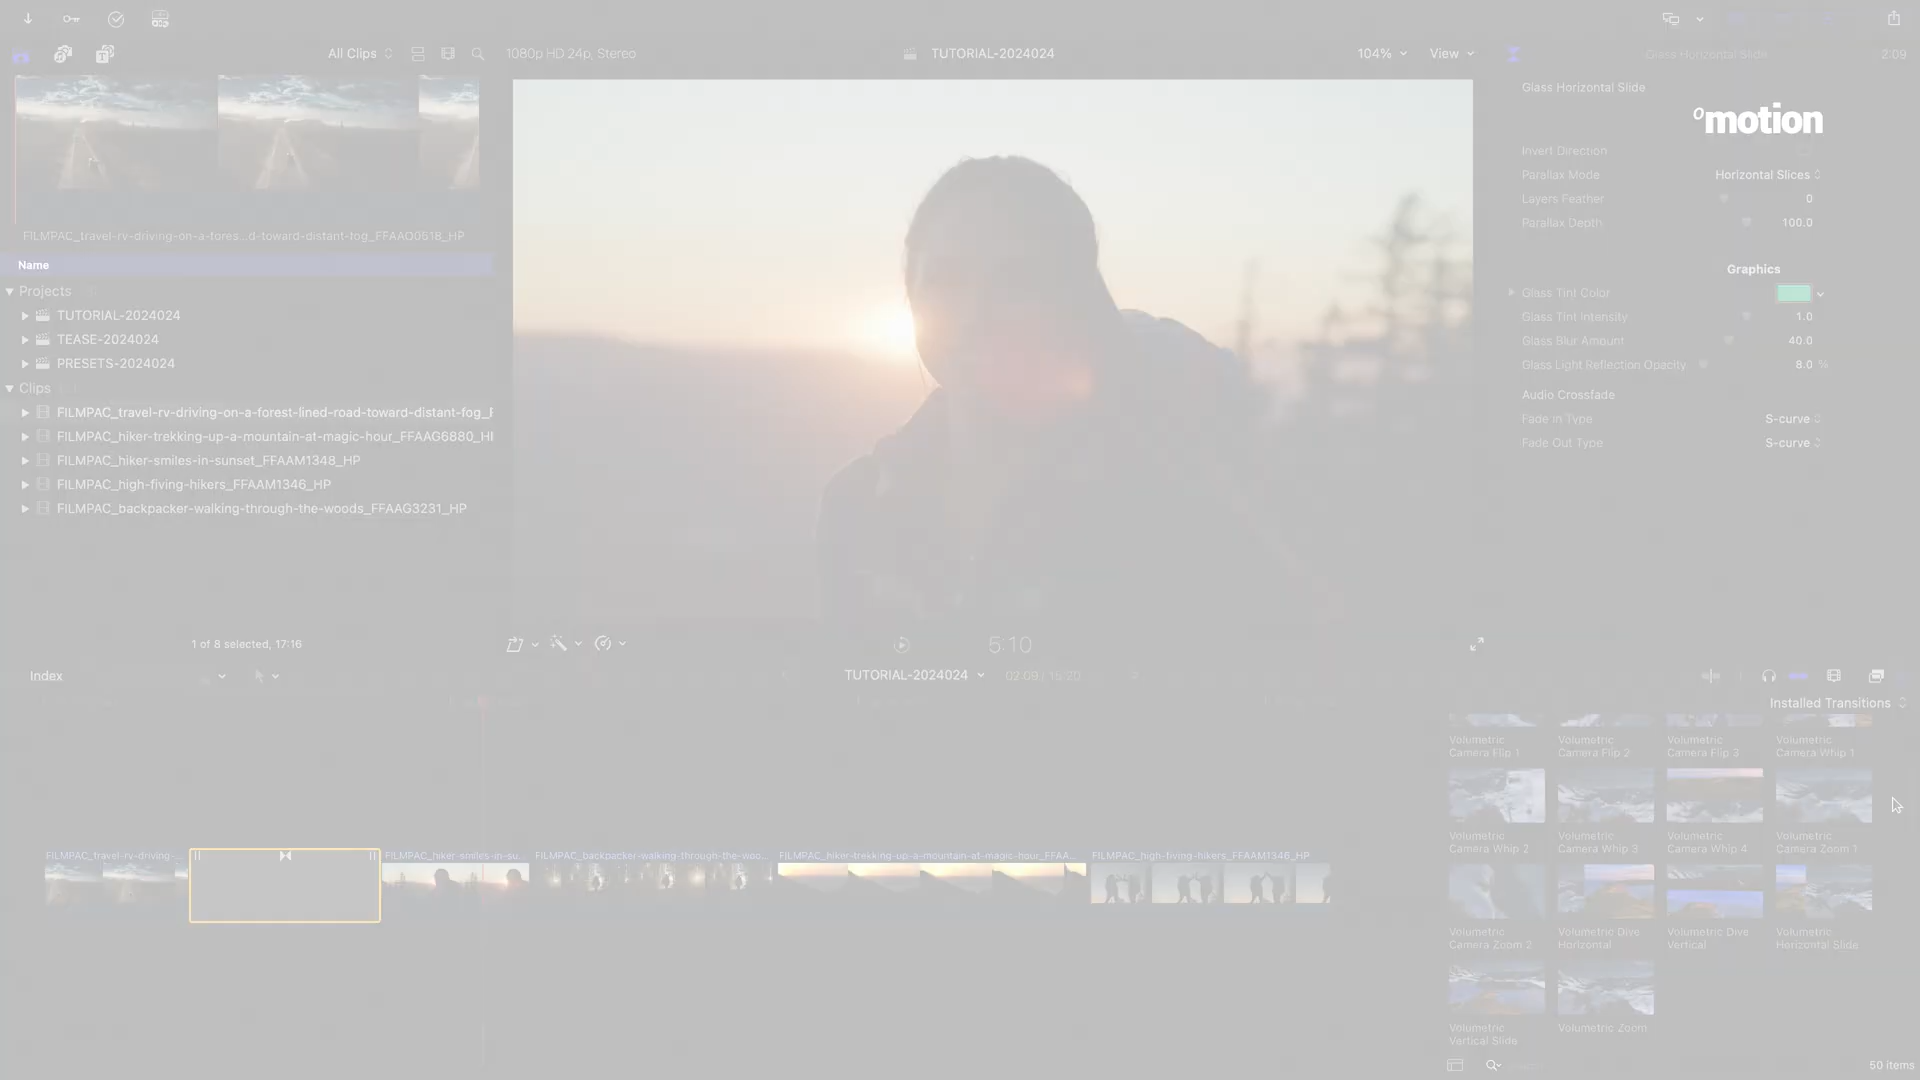 All Clips
1080p HD 24p, Stereo
TUTORIAL-2024024
104%
View
Glass Horizontal Slide
2:09
Glass Horizontal Slide
motion
Invert Direction
Parallax Mode
Horizontal Slices
Layers Feather
0
Parallax Depth
100.0
FILMPAC_travel-rv-driving-on-a-fores...d-toward-distant-fog_FFAAO0618_HP
Name
Graphics
Projects
Glass Tint Color
TUTORIAL-2024024
Glass Tint Intensity
1.0
TEASE-2024024
Glass Blur Amount
40.0
PRESETS-2024024
Glass Light Reflection Opacity
8.0 %
Clips
Audio Crossfade
FILMPAC_travel-rv-driving-on-a-forest-lined-road-toward-distant-fog_F
Fade In Type
S-curve
FILMPAC_hiker-trekking-up-a-mountain-at-magic-hour_FFAAG6880_HI
Fade Out Type
S-curve
FILMPAC_hiker-smiles-in-sunset_FFAAM1348_HP
FILMPAC_high-fiving-hikers_FFAAM1346_HP
FILMPAC_backpacker-walking-through-the-woods_FFAAG3231_HP
1 of 8 selected, 17:16
5:10
Index
TUTORIAL-2024024
02:09 / 15:20
Installed Transitions
Volumetric Camera Flip 1
Volumetric Camera Flip 2
Volumetric Camera Flip 3
Volumetric Camera Whip 1
Volumetric Camera Whip 2
Volumetric Camera Whip 3
Volumetric Camera Whip 4
Volumetric Camera Zoom 1
FILMPAC_travel-rv-driving-...
FILMPAC_hiker-smiles-in-su...
FILMPAC_backpacker-walking-through-the-woo...
FILMPAC_hiker-trekking-up-a-mountain-at-magic-hour_FFAA...
FILMPAC_high-fiving-hikers_FFAAM1346_HP
Volumetric Camera Zoom 2
Volumetric Dive Horizontal
Volumetric Dive Vertical
Volumetric Horizontal Slide
Volumetric Vertical Slide
Volumetric Zoom
50 items